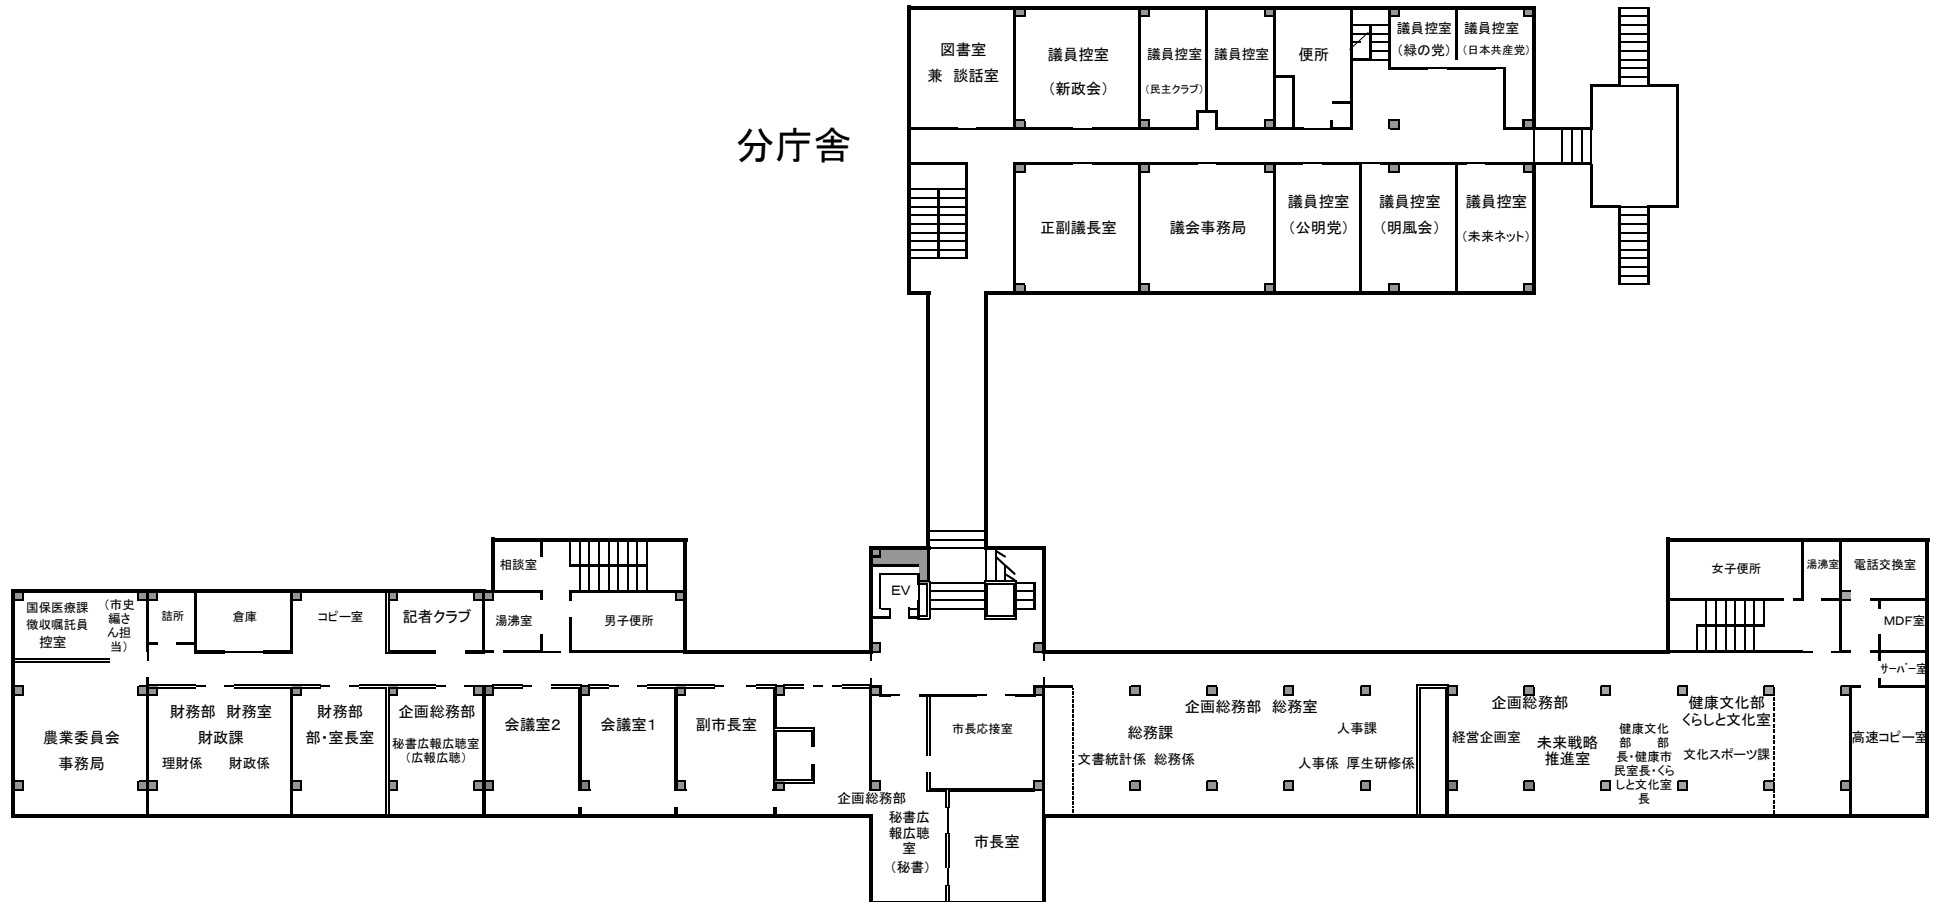 図書室
兼 談話室
議員控室
（新政会）
議員控室
（民主クラブ）
議員控室
便所
議員控室
（緑の党）
議員控室
（日本共産党）
分庁舎
正副議長室
議会事務局
議員控室
（公明党）
議員控室
（明風会）
議員控室
（未来ネット）
国保医療課
徴収嘱託員
控室
（市史
編さ
ん担
当）
詰所
倉庫
コピー室
記者クラブ
相談室
湯沸室
男子便所
EV
女子便所
湯沸室
電話交換室
MDF室
サーバー室
農業委員会
事務局
財務部 財務室
財政課
理財係 財政係
財務部
部・室長室
企画総務部
秘書広報広聴室
（広報広聴）
会議室2
会議室1
副市長室
企画総務部
秘書広
報広聴
室
（秘書）
市長応接室
市長室
企画総務部 総務室
総務課
文書統計係 総務係
人事課
人事係 厚生研修係
企画総務部
経営企画室
未来戦略
推進室
健康文化
部 部
長・健康市
民室長・くら
しと文化室
長
健康文化部
くらしと文化室
文化スポーツ課
高速コピー室